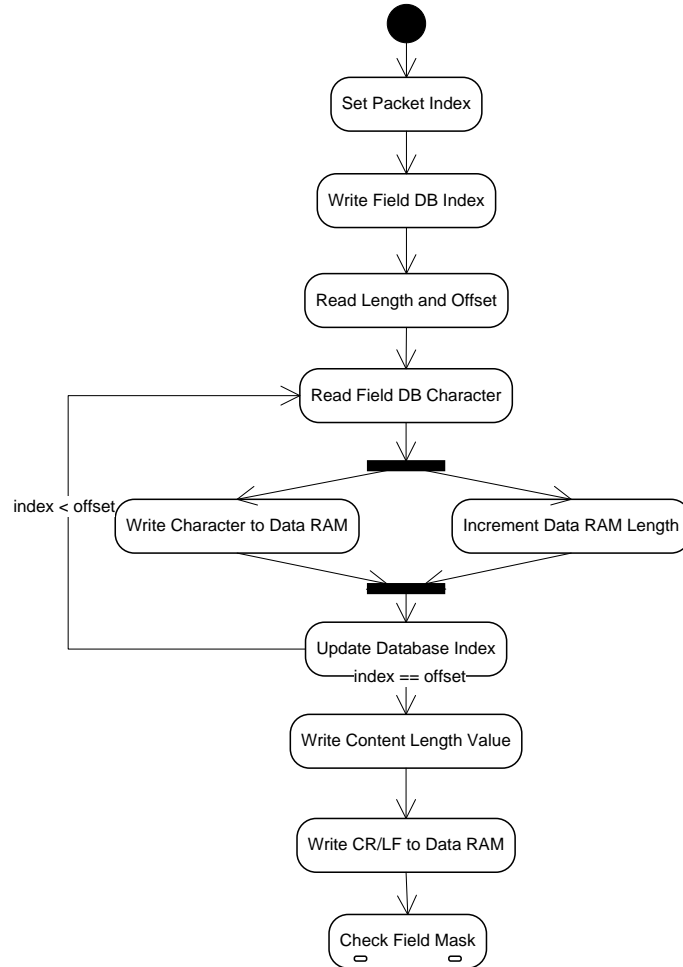 Set Packet Index
Write Field DB Index
Read Length and Offset
Read Field DB Character
index < offset
Write Character to Data RAM
Increment Data RAM Length
Update Database Index
index == offset
Write Content Length Value
Write CR/LF to Data RAM
Check Field Mask